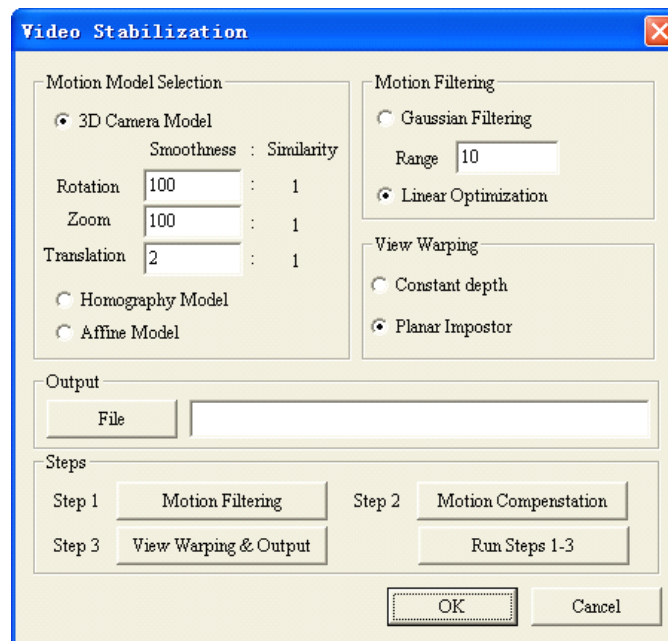 Video Stabilization
Motion Model Selection
3D Camera Model
Smoothness : Similarity
Rotation 100 : 1
Zoom 100 : 1
Translation 2 : 1
Homography Model
Affine Model
Motion Filtering
Gaussian Filtering
Range 10
Linear Optimization
View Warping
Constant depth
Planar Impostor
Output
File
Steps
Step 1 Motion Filtering Step 2 Motion Compenstation
Step 3 View Warping & Output Run Steps 1-3
OK Cancel